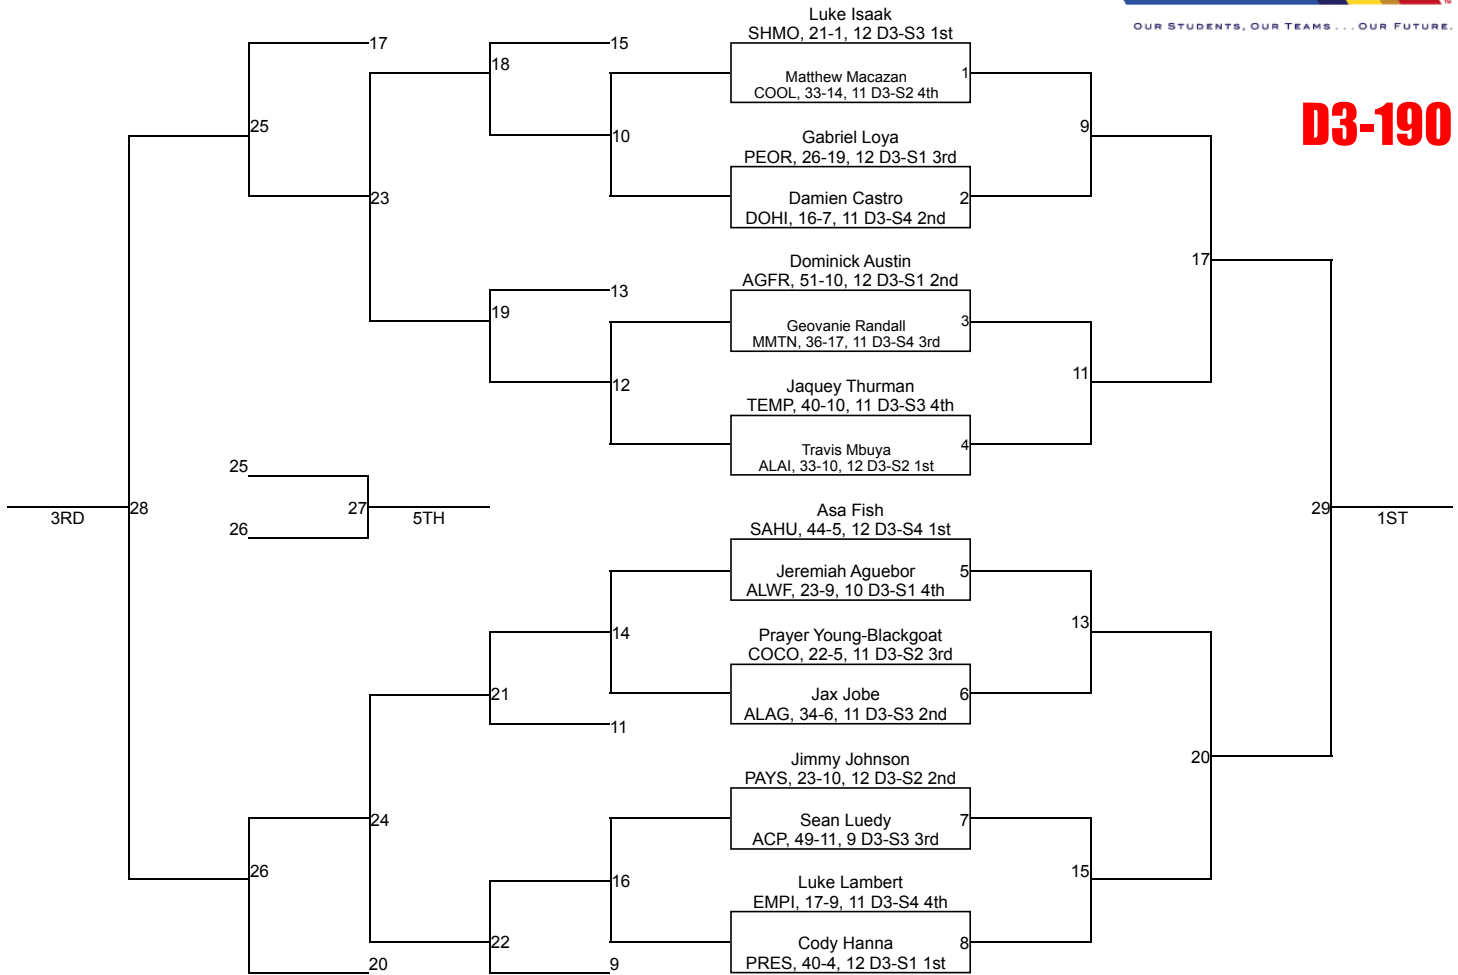 OUR STUDENTS, OUR TEAMS . . . OUR FUTURE.
D3-190
Luke Isaak
SHMO, 21-1, 12 D3-S3 1st
Matthew Macazan
COOL, 33-14, 11 D3-S2 4th
1
Gabriel Loya
PEOR, 26-19, 12 D3-S1 3rd
Damien Castro
DOHI, 16-7, 11 D3-S4 2nd
2
Dominick Austin
AGFR, 51-10, 12 D3-S1 2nd
Geovanie Randall
MMTN, 36-17, 11 D3-S4 3rd
3
Jaquey Thurman
TEMP, 40-10, 11 D3-S3 4th
Travis Mbuya
ALAI, 33-10, 12 D3-S2 1st
4
Asa Fish
SAHU, 44-5, 12 D3-S4 1st
Jeremiah Aguebor
ALWF, 23-9, 10 D3-S1 4th
5
Prayer Young-Blackgoat
COCO, 22-5, 11 D3-S2 3rd
Jax Jobe
ALAG, 34-6, 11 D3-S3 2nd
6
Jimmy Johnson
PAYS, 23-10, 12 D3-S2 2nd
Sean Luedy
ACP, 49-11, 9 D3-S3 3rd
7
Luke Lambert
EMPI, 17-9, 11 D3-S4 4th
Cody Hanna
PRES, 40-4, 12 D3-S1 1st
8
9
11
13
15
17
20
29
1ST
15
10
13
12
14
11
16
9
18
19
21
22
17
23
24
20
25
26
25
26
27
5TH
28
3RD